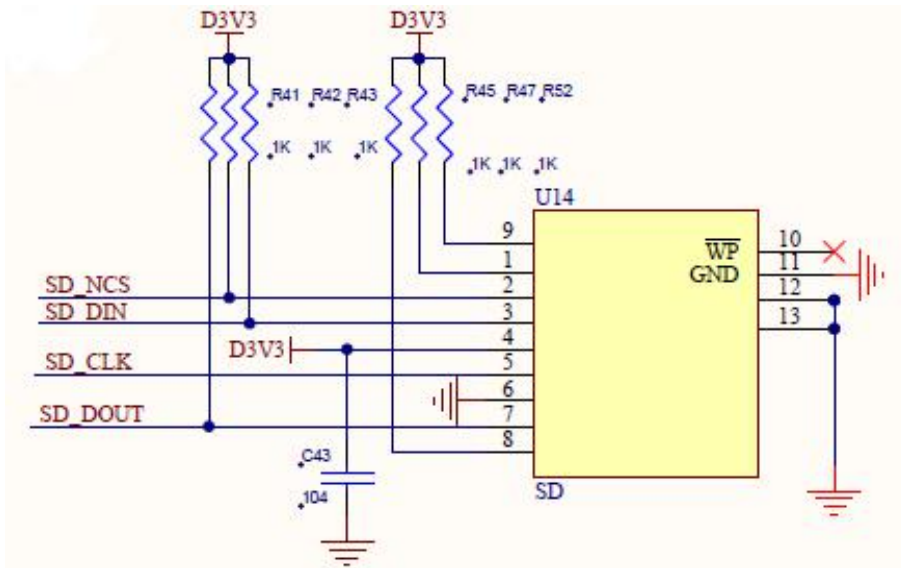 D3V3 D3V3
R41 R42 R43 R45 R47 R52
1K 1K 1K 1K 1K 1K
U14
9 WP 10
1 GND 11
SD_NCS 2 12
SD_DIN 3 13
D3V3 4
SD_CLK 5
6
SD_DOUT 7
8
C43
104
SD